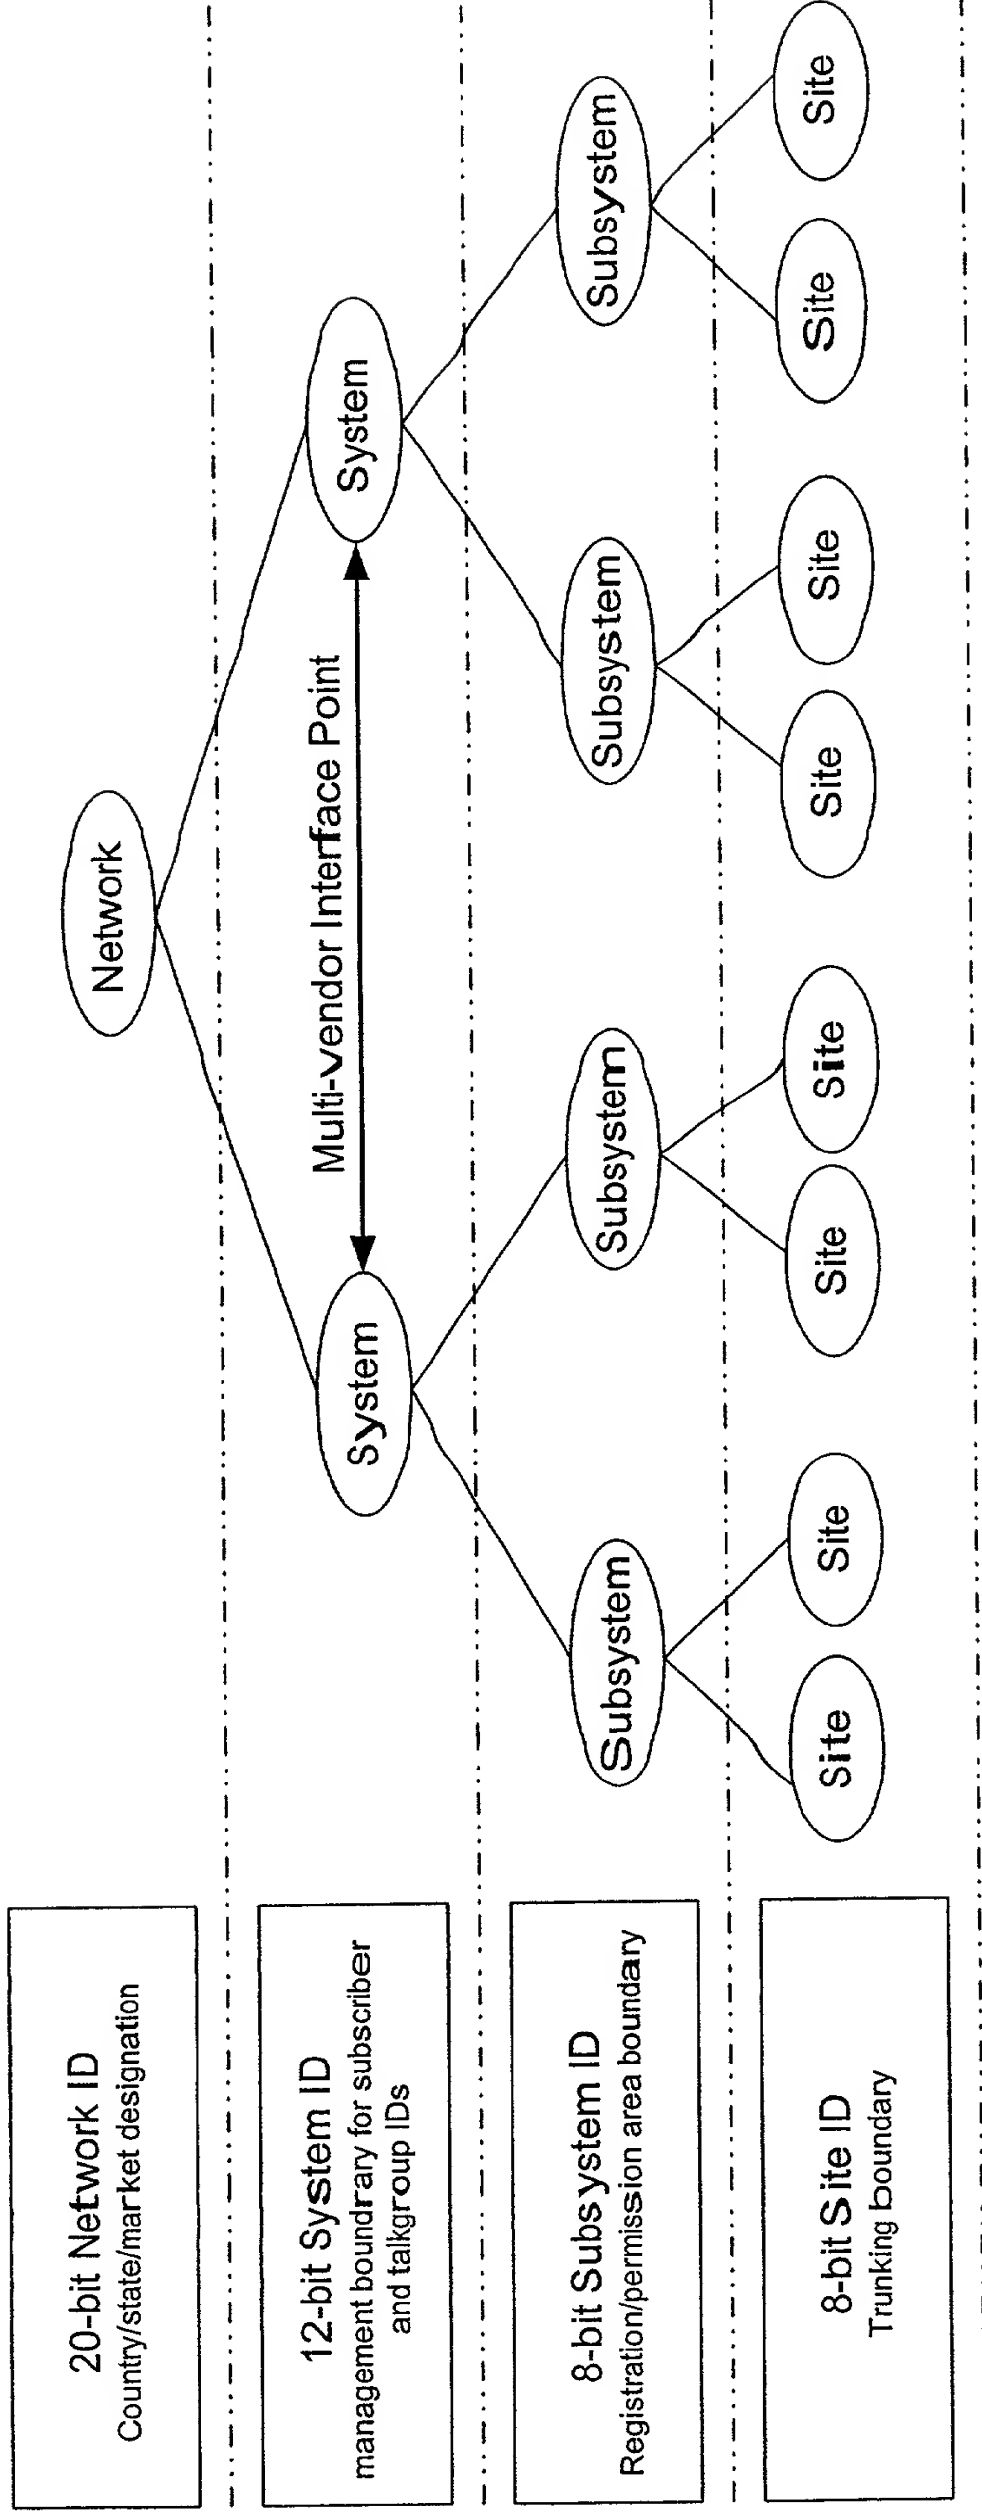 20-bit Network ID
Country/state/market designation
Network
12-bit System ID
management boundrary for subscriber
and talkgroup IDs
System
Multi-vendor Interface Point
System
8-bit Subsystem ID
Registration/permission area boundary
Subsystem
Subsystem
Subsystem
Subsystem
8-bit Site ID
Trunking boundary
Site
Site
Site
Site
Site
Site
Site
Site